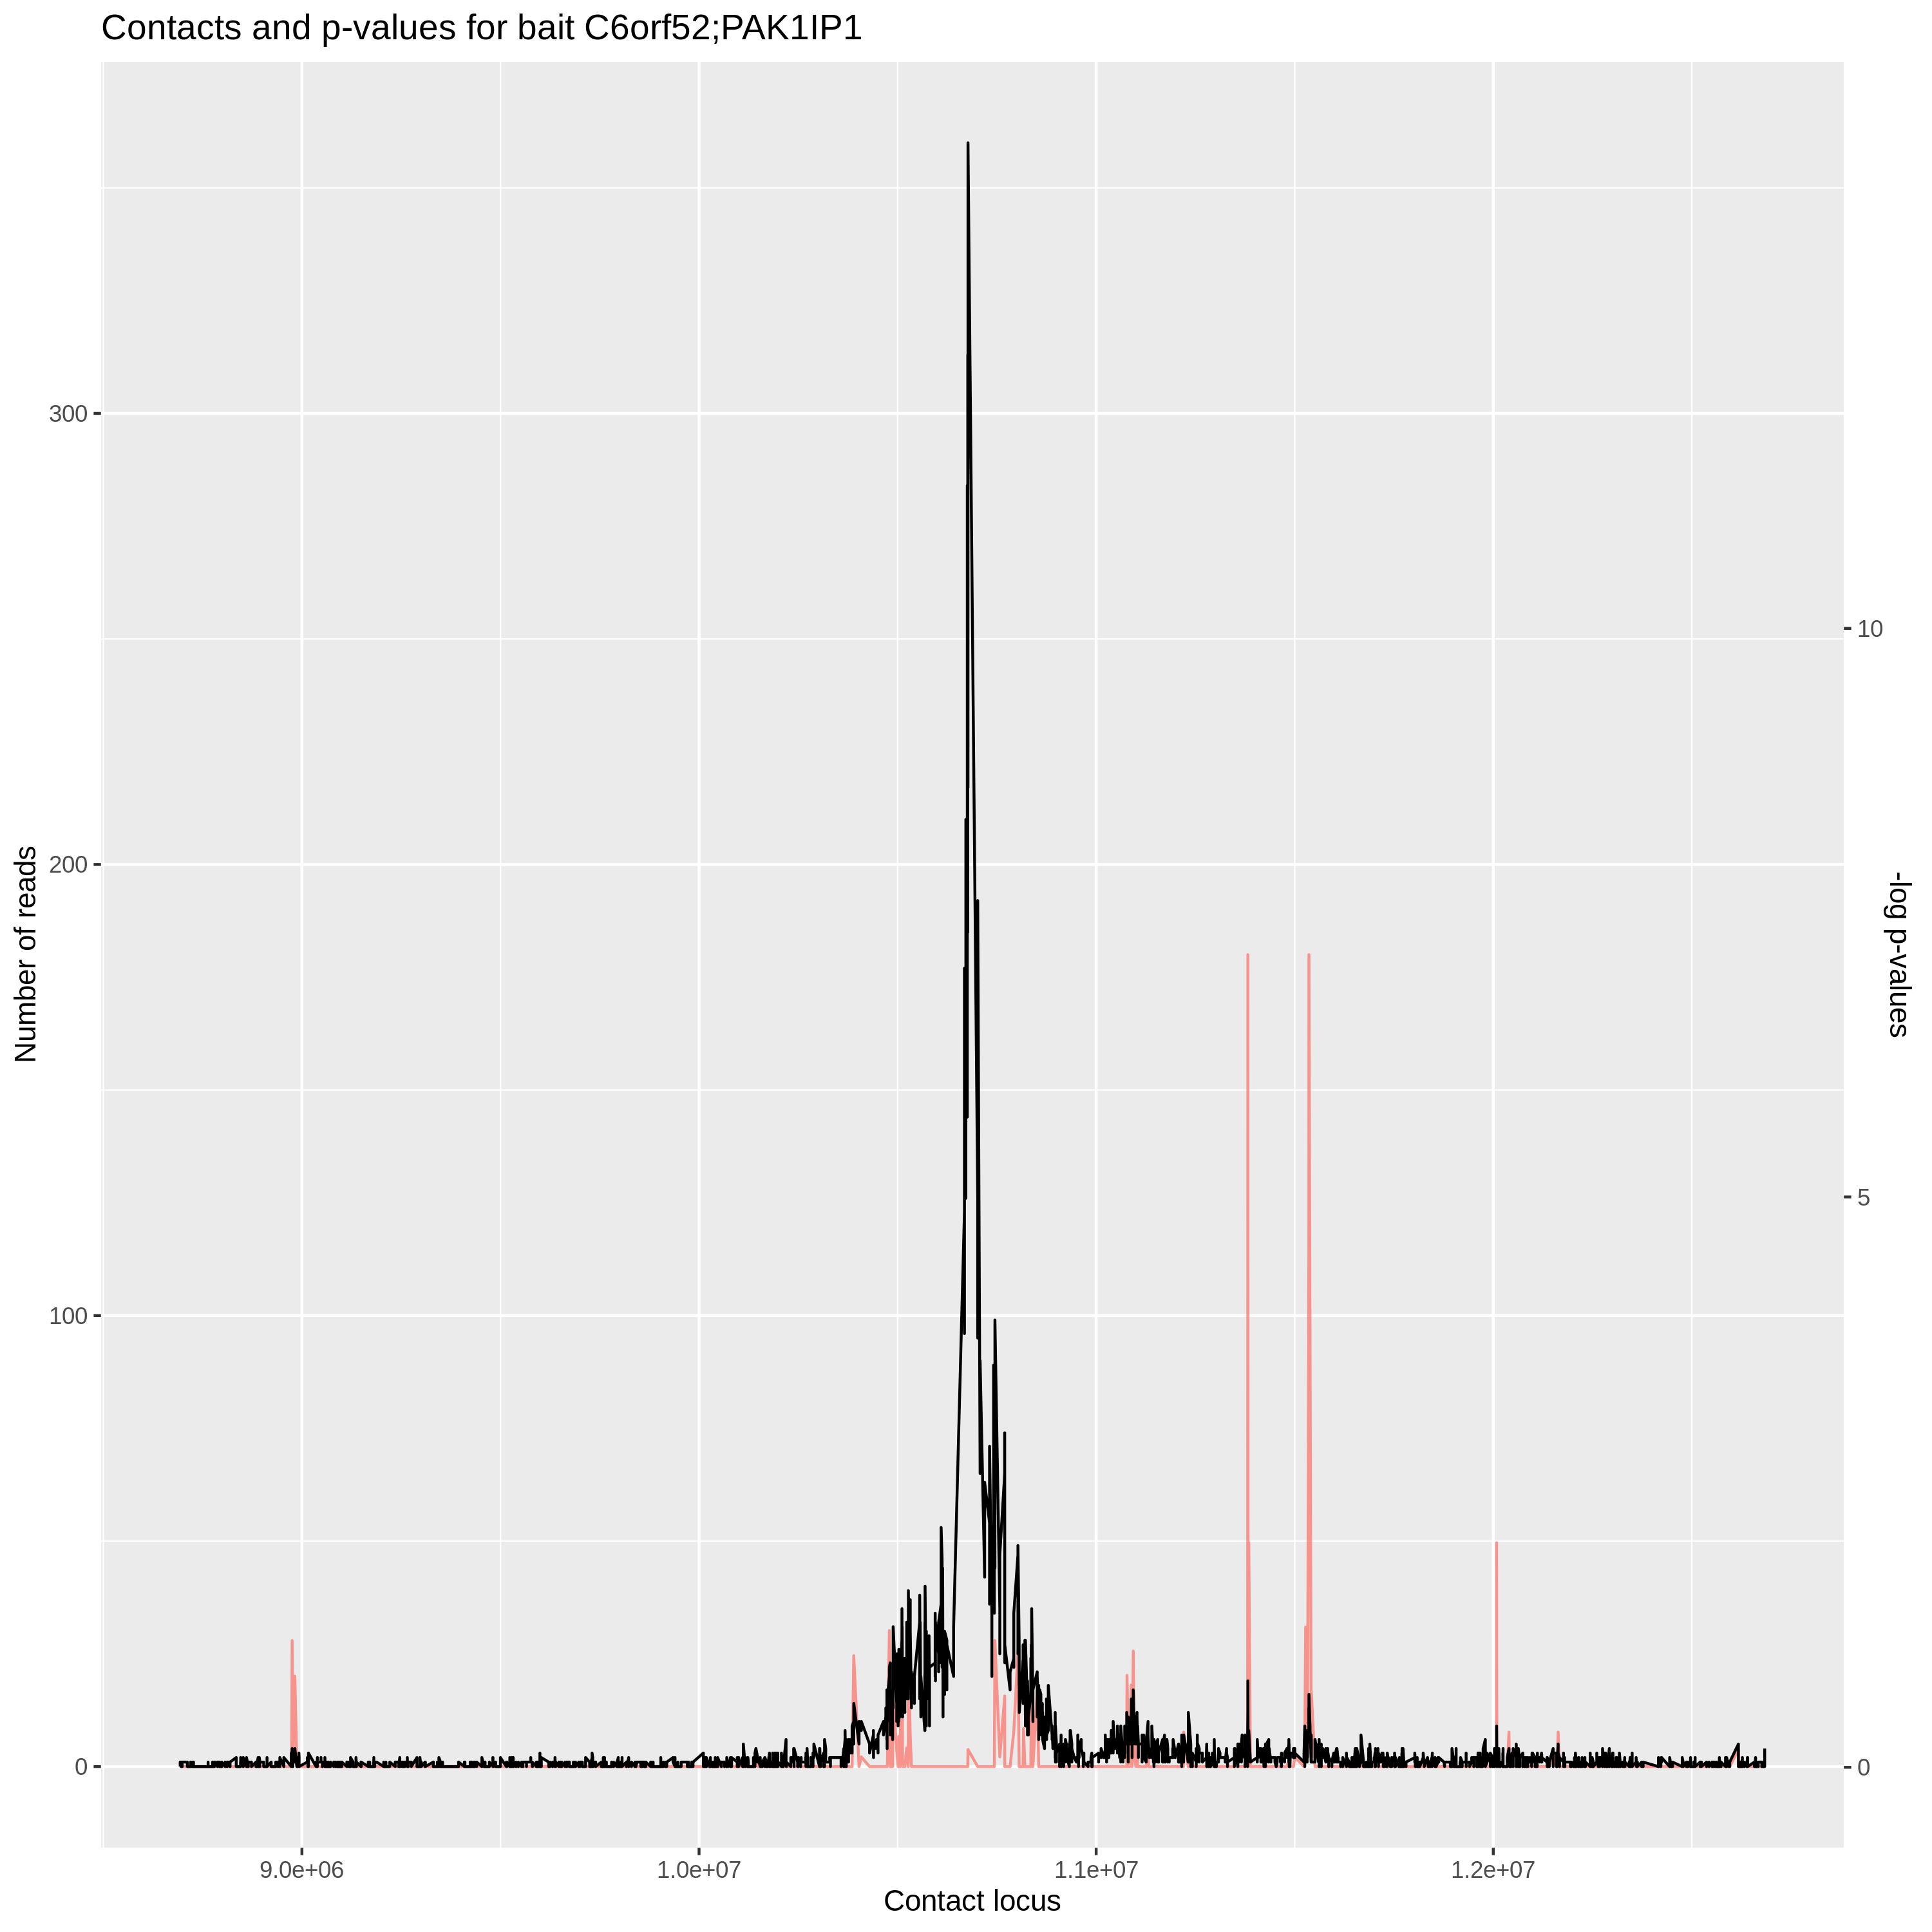 Contacts and p-values for bait C6orf52;PAK1IP1
300
200
100
0
Number of reads
10
5
0
-log p-values
9.0e+06
1.0e+07
1.1e+07
1.2e+07
Contact locus